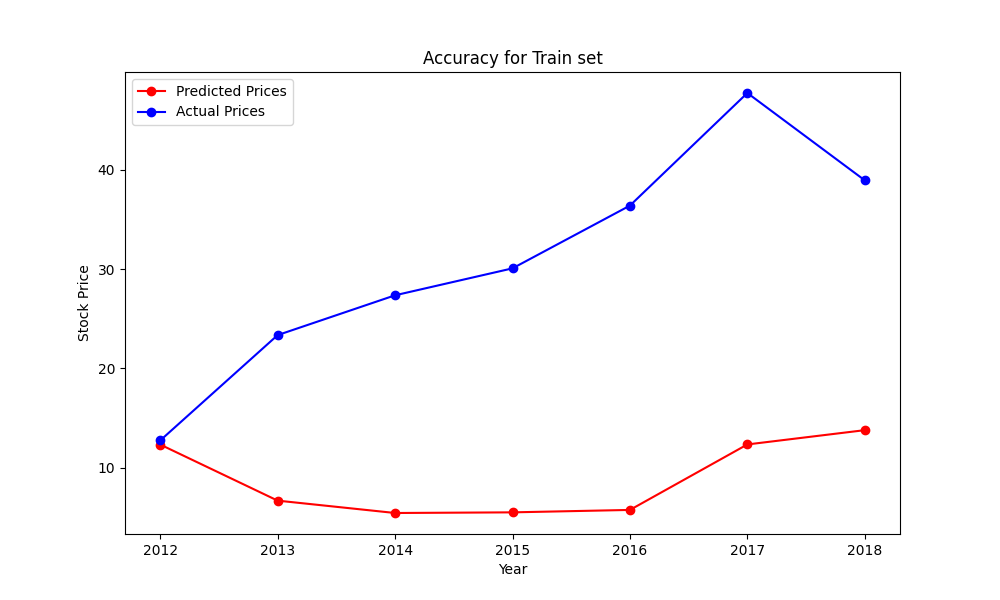 Accuracy for Train set
Predicted Prices
Actual Prices
Stock Price
40
30
20
10
2012 2013 2014 2015 2016 2017 2018
Year